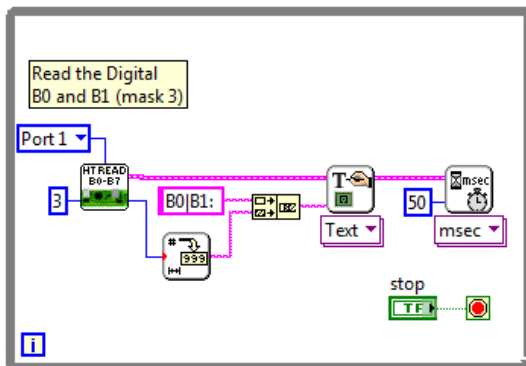 Read the Digital
B0 and B1 (mask 3)
Port 1
HT READ
B0-B7
3
B0|B1:
#
999
T
Text
msec
50
msec
stop
TF
i